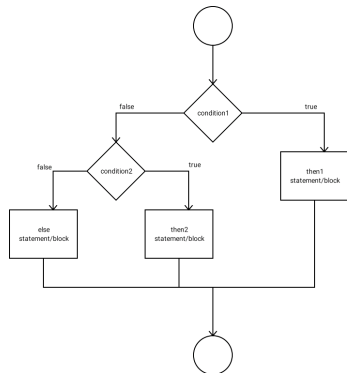 false
true
condition1
false
true
condition2
then1
statement/block
else
statement/block
then2
statement/block